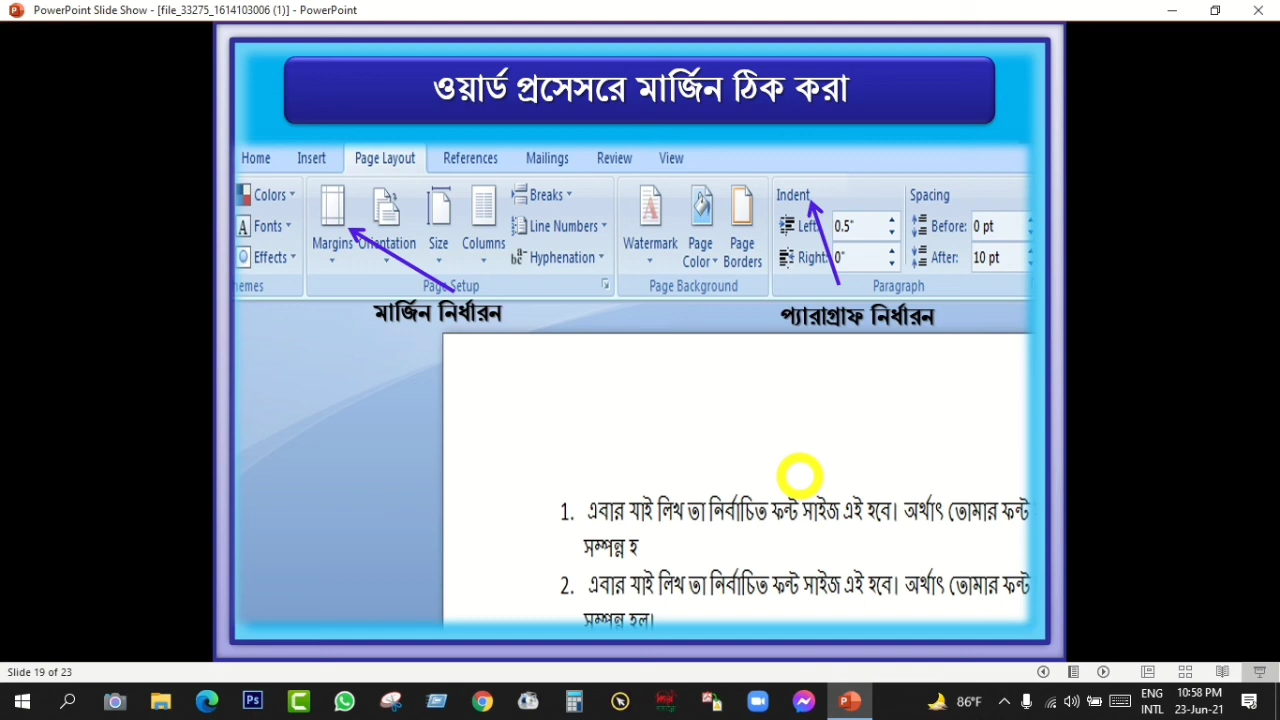 PowerPoint Slide Show - [file_33275_1614103006 (1)] - PowerPoint
ওয়ার্ড প্রসেসরে মার্জিন ঠিক করা
Home Insert Page Layout References Mailings Review View
Colors Breaks Indent Spacing
Fonts Line Numbers Left: 0.5" Before: 0 pt
Margins Orientation Size Columns Watermark Page Color Page Borders
Effects Hyphenation Right: 0" After: 10 pt
hemes Page Setup Page Background Paragraph
মার্জিন নির্ধারন প্যারাগ্রাফ নির্ধারন
1. এবার যাই লিখ তা নির্বাচিত ফন্ট সাইজ এই হবে। অর্থাৎ তোমার ফন্ট
সম্পন্ন হ
2. এবার যাই লিখ তা নির্বাচিত ফন্ট সাইজ এই হবে। অর্থাৎ তোমার ফন্ট
সম্পন্ন হল।
Slide 19 of 23
86°F ENG 10:58 PM
INTL 23-Jun-21